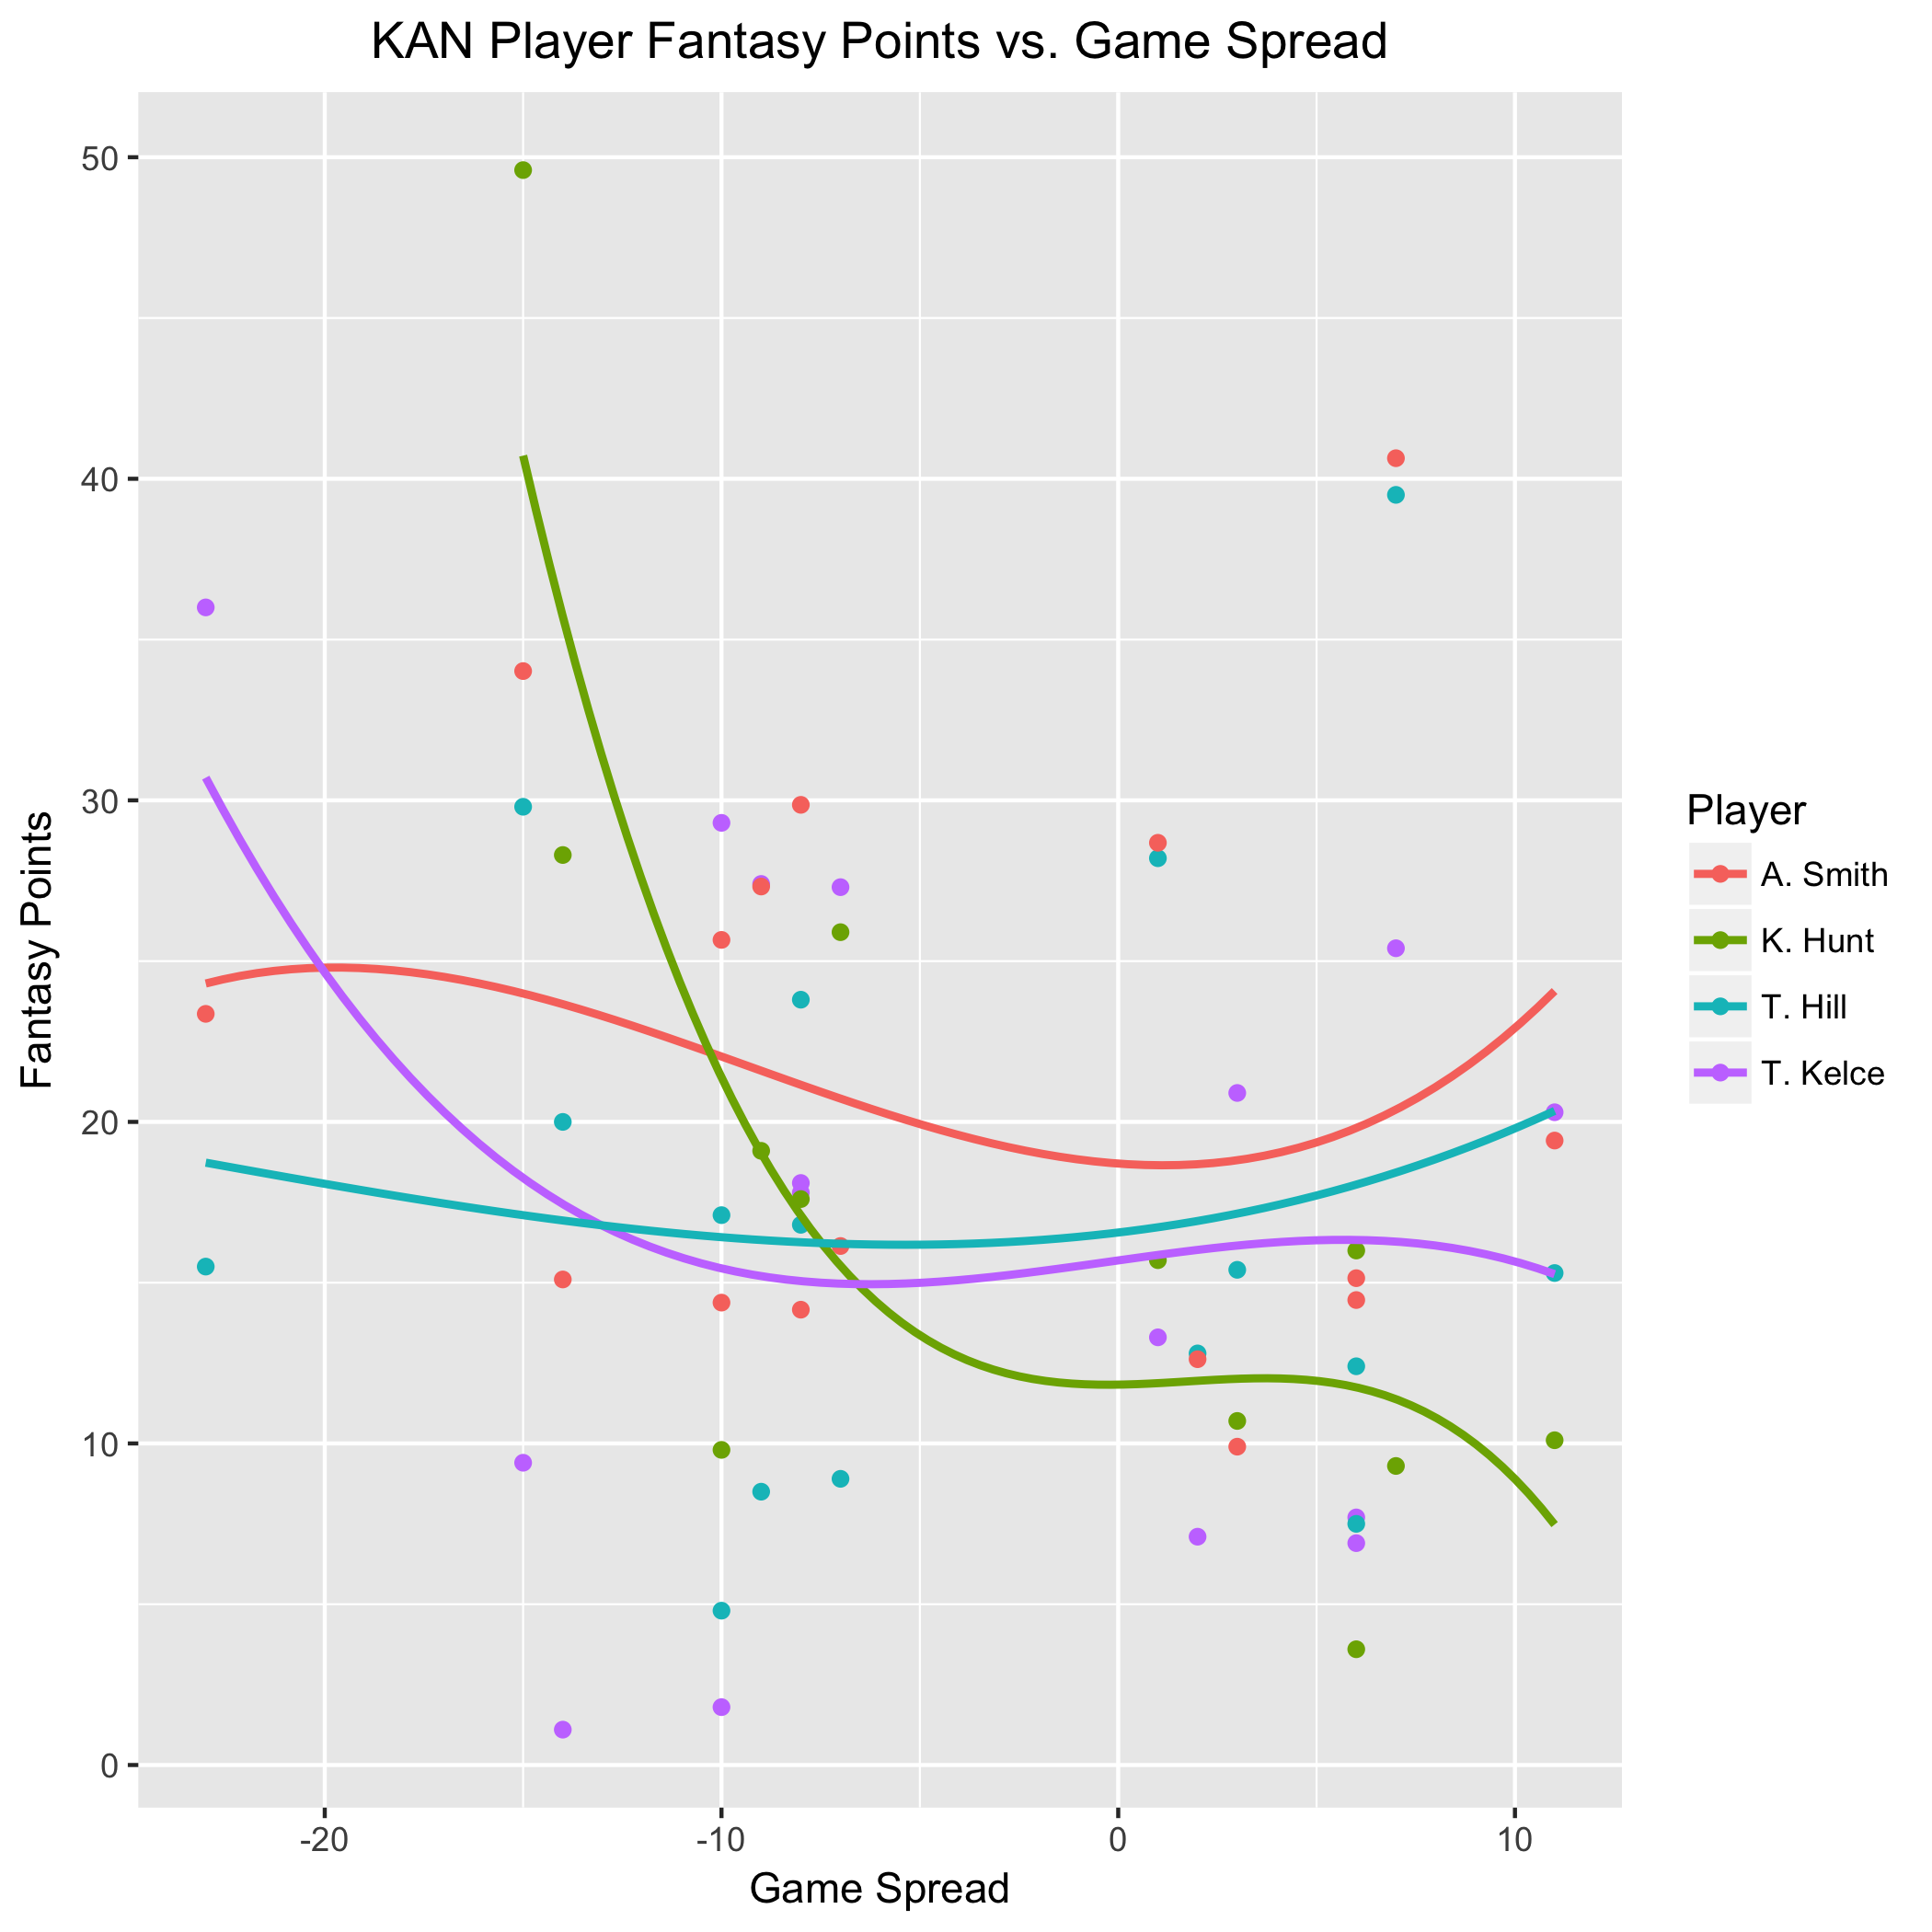 KAN Player Fantasy Points vs. Game Spread
50
40
30
20
10
0
Fantasy Points
-20
-10
0
10
Game Spread
Player
A. Smith
K. Hunt
T. Hill
T. Kelce